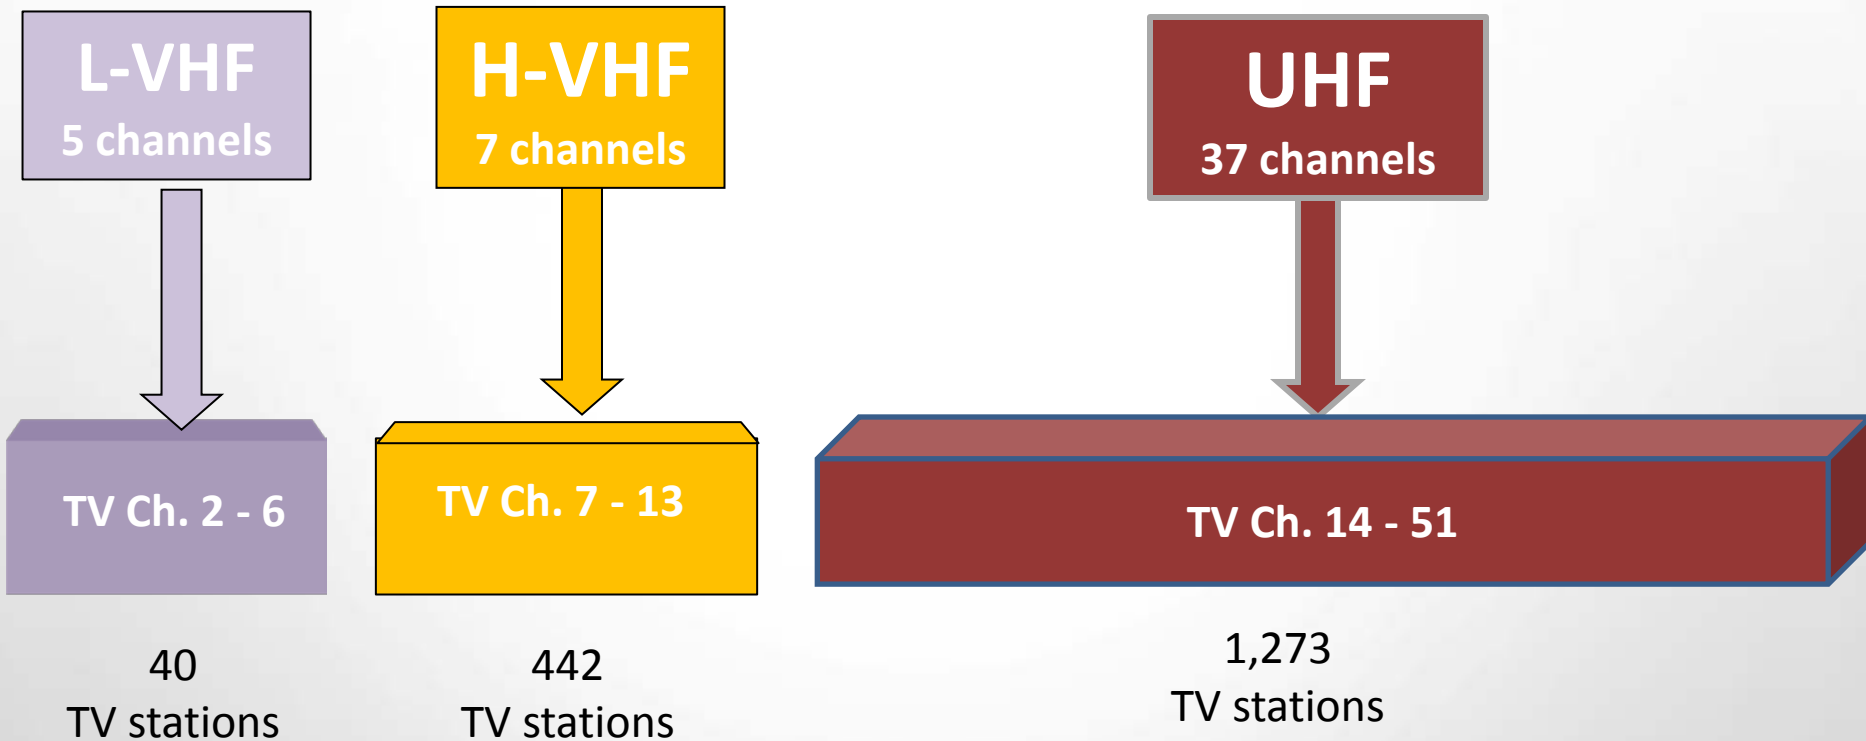 L-VHF
5 channels
H-VHF
7 channels
UHF
37 channels
TV Ch. 2 - 6
TV Ch. 7 - 13
TV Ch. 14 - 51
40
TV stations
442
TV stations
1,273
TV stations